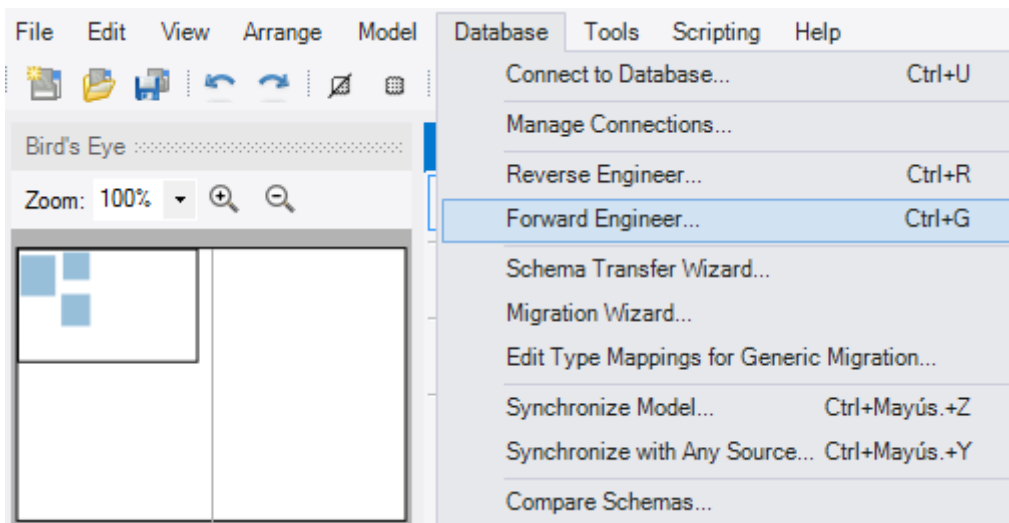 File Edit View Arrange Model Database Tools Scripting Help
Bird's Eye
Zoom: 100%
Connect to Database... Ctrl+U
Manage Connections...
Reverse Engineer... Ctrl+R
Forward Engineer... Ctrl+G
Schema Transfer Wizard...
Migration Wizard...
Edit Type Mappings for Generic Migration...
Synchronize Model... Ctrl+Mayús.+Z
Synchronize with Any Source... Ctrl+Mayús.+Y
Compare Schemas...